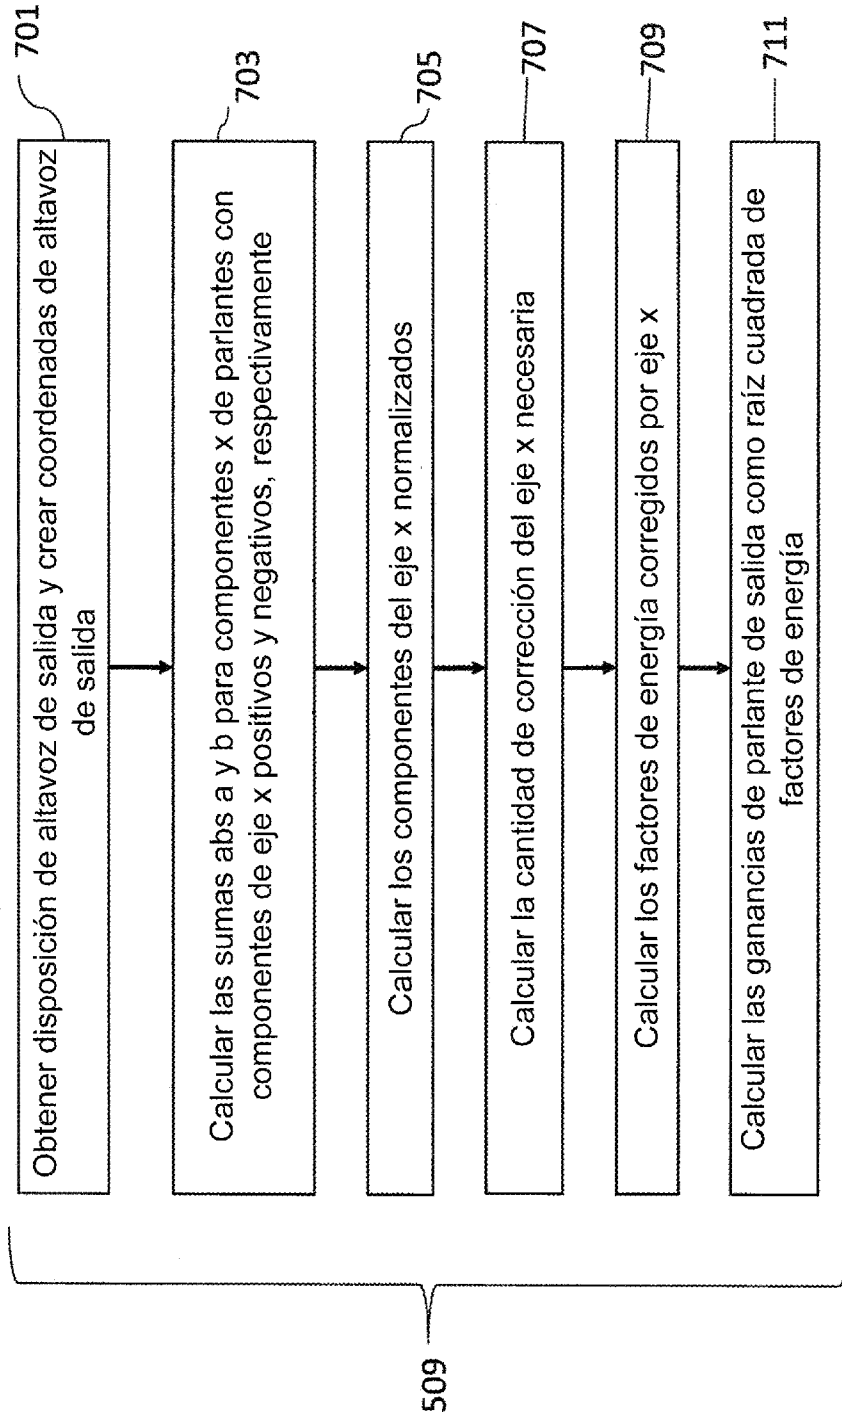 701
Obtener disposición de altavoz de salida y crear coordenadas de altavoz
de salida
703
Calcular las sumas abs a y b para componentes x de parlantes con
componentes de eje x positivos y negativos, respectivamente
705
Calcular los componentes del eje x normalizados
707
Calcular la cantidad de corrección del eje x necesaria
709
Calcular los factores de energía corregidos por eje x
711
Calcular las ganancias de parlante de salida como raíz cuadrada de
factores de energía
509